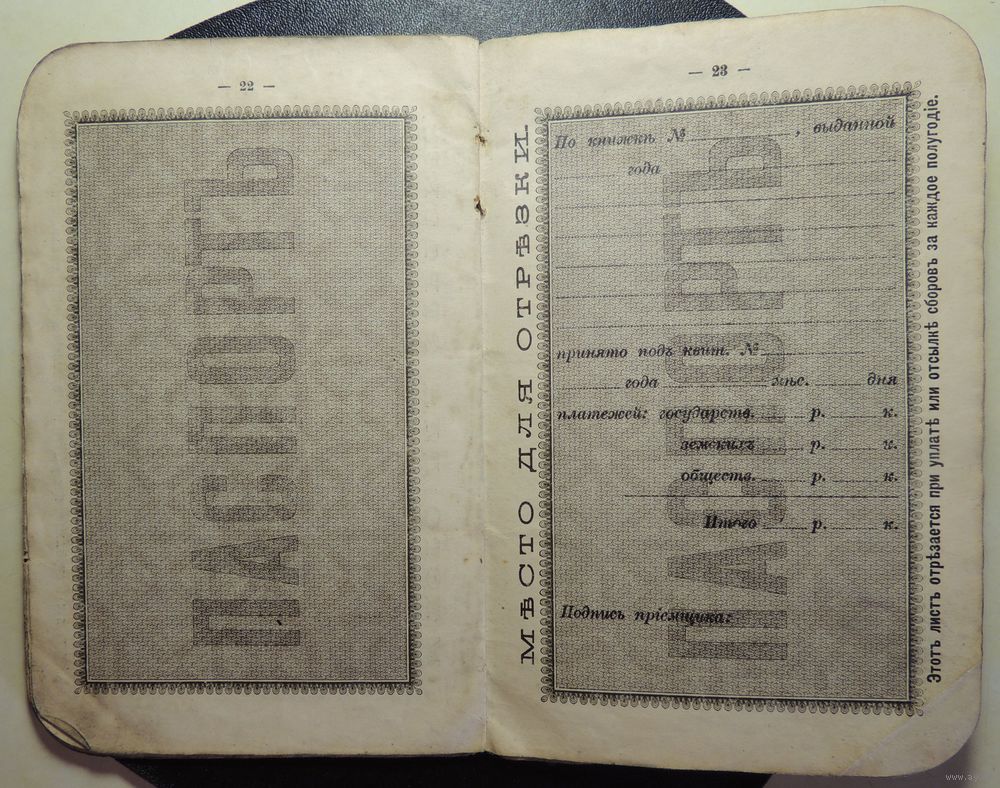 — 22 —
ПАСПОРТЪ
— 23 —
МѢСТО ДЛЯ ОТРѢЗКИ.
ПАСПОРТЪ
По книжкѣ № , выданной
года
принято подъ квит. №
года мѣс. дня
платежей: государств. р. к.
земскихъ р. к.
обществ. р. к.
Итого р. к.
Подпись пріемщика:
Этотъ листъ отрѣзается при уплатѣ или отсылкѣ сборовъ за каждое полугодіе.